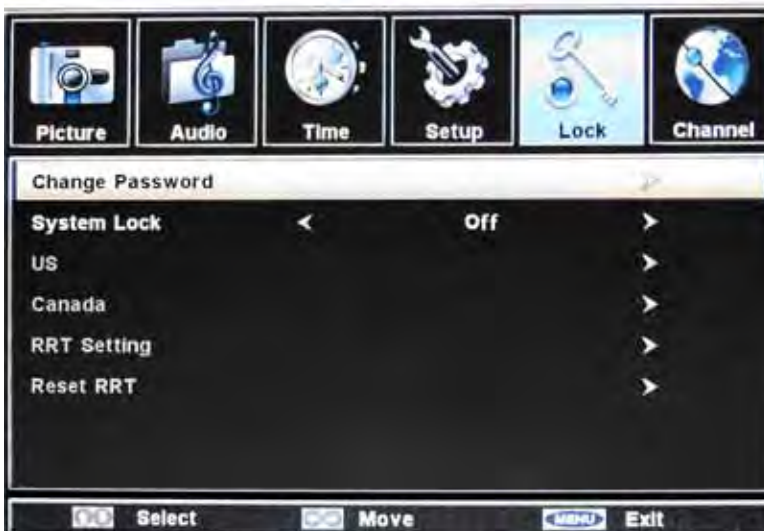 Picture Audio Time Setup Lock Channel
Change Password
System Lock Off
US
Canada
RRT Setting
Reset RRT
Select Move MENU Exit